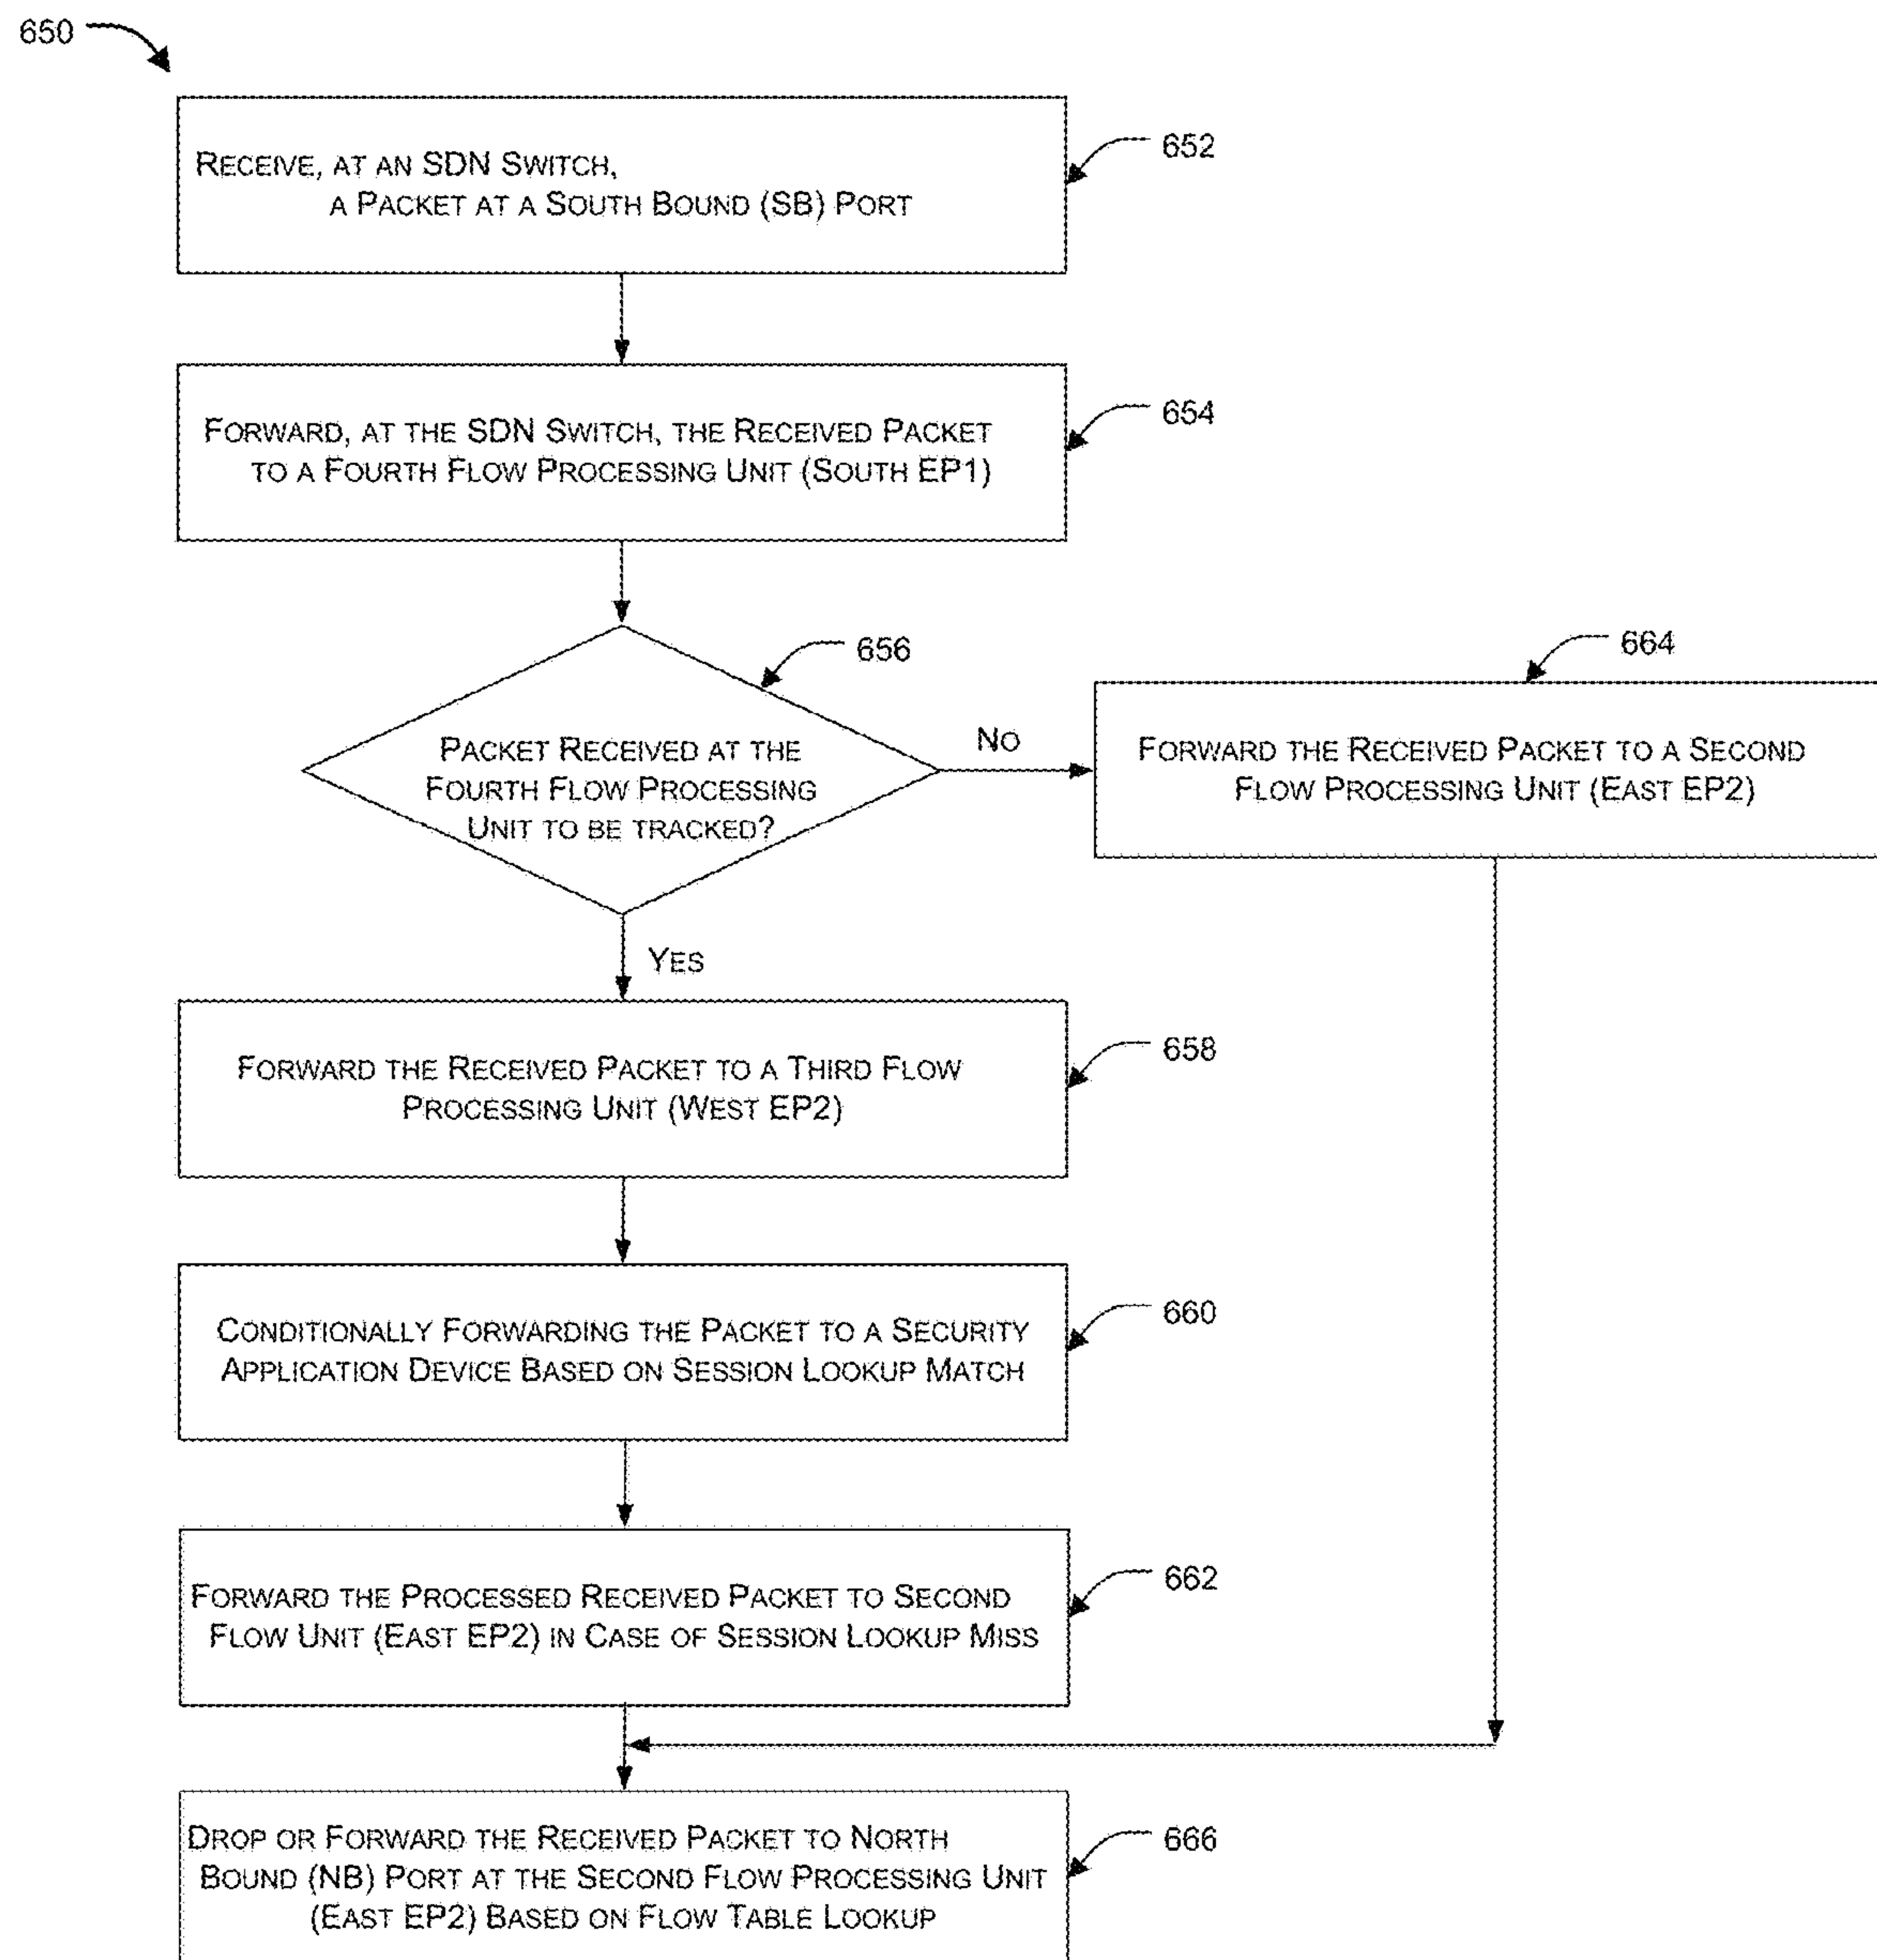 650
RECEIVE, AT AN SDN SWITCH,
A PACKET AT A SOUTH BOUND (SB) PORT
652
FORWARD, AT THE SDN SWITCH, THE RECEIVED PACKET
TO A FOURTH FLOW PROCESSING UNIT (SOUTH EP1)
654
PACKET RECEIVED AT THE
FOURTH FLOW PROCESSING
UNIT TO BE TRACKED?
656
NO
FORWARD THE RECEIVED PACKET TO A SECOND
FLOW PROCESSING UNIT (EAST EP2)
664
YES
FORWARD THE RECEIVED PACKET TO A THIRD FLOW
PROCESSING UNIT (WEST EP2)
658
CONDITIONALLY FORWARDING THE PACKET TO A SECURITY
APPLICATION DEVICE BASED ON SESSION LOOKUP MATCH
660
FORWARD THE PROCESSED RECEIVED PACKET TO SECOND
FLOW UNIT (EAST EP2) IN CASE OF SESSION LOOKUP MISS
662
DROP OR FORWARD THE RECEIVED PACKET TO NORTH
BOUND (NB) PORT AT THE SECOND FLOW PROCESSING UNIT
(EAST EP2) BASED ON FLOW TABLE LOOKUP
666